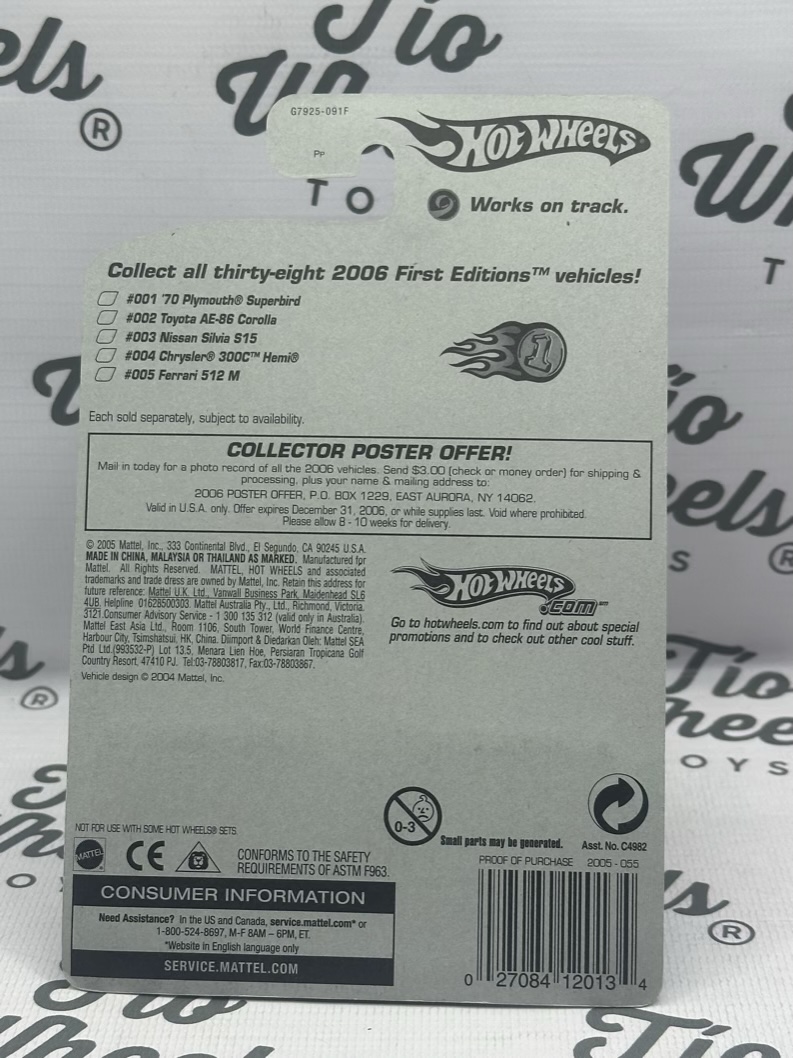 G7925-091F
PP
HOT WHEELS
Works on track.
Collect all thirty-eight 2006 First Editions™ vehicles!
#001 '70 Plymouth® Superbird
#002 Toyota AE-86 Corolla
#003 Nissan Silvia S15
#004 Chrysler® 300C™ Hemi®
#005 Ferrari 512 M
1
Each sold separately, subject to availability.
COLLECTOR POSTER OFFER!
Mail in today for a photo record of all the 2006 vehicles. Send $3.00 (check or money order) for shipping &
processing, plus your name & mailing address to:
2006 POSTER OFFER, P.O. BOX 1229, EAST AURORA, NY 14062.
Valid in U.S.A. only. Offer expires December 31, 2006, or while supplies last. Void where prohibited.
Please allow 8 - 10 weeks for delivery.
© 2005 Mattel, Inc., 333 Continental Blvd., El Segundo, CA 90245 U.S.A.
MADE IN CHINA, MALAYSIA OR THAILAND AS MARKED. Manufactured for
Mattel. All Rights Reserved. MATTEL, HOT WHEELS and associated
trademarks and trade dress are owned by Mattel, Inc. Retain this address for
future reference: Mattel U.K. Ltd., Vanwall Business Park, Maidenhead SL6
4UB. Helpline 01628500303. Mattel Australia Pty., Ltd., Richmond, Victoria.
3121.Consumer Advisory Service - 1 300 135 312 (valid only in Australia).
Mattel East Asia Ltd., Room 1106, South Tower, World Finance Centre,
Harbour City, Tsimshatsui, HK, China. Diimport & Diedarkan Oleh: Mattel SEA
Ptd Ltd.(993532-P) Lot 13.5, Menara Lien Hoe, Persiaran Tropicana Golf
Country Resort, 47410 PJ. Tel:03-78803817, Fax:03-78803867.
Vehicle design © 2004 Mattel, Inc.
HOT WHEELS
.COM
Go to hotwheels.com to find out about special
promotions and to check out other cool stuff.
NOT FOR USE WITH SOME HOT WHEELS® SETS
MATTEL
CE
CONFORMS TO THE SAFETY
REQUIREMENTS OF ASTM F963.
0-3
Small parts may be generated.
Asst. No. C4982
PROOF OF PURCHASE 2005 - 055
CONSUMER INFORMATION
Need Assistance? In the US and Canada, service.mattel.com* or
1-800-524-8697, M-F 8AM – 6PM, ET.
*Website in English language only
SERVICE.MATTEL.COM
0 27084 12013 4
Tio
Wheels
TOYS
®